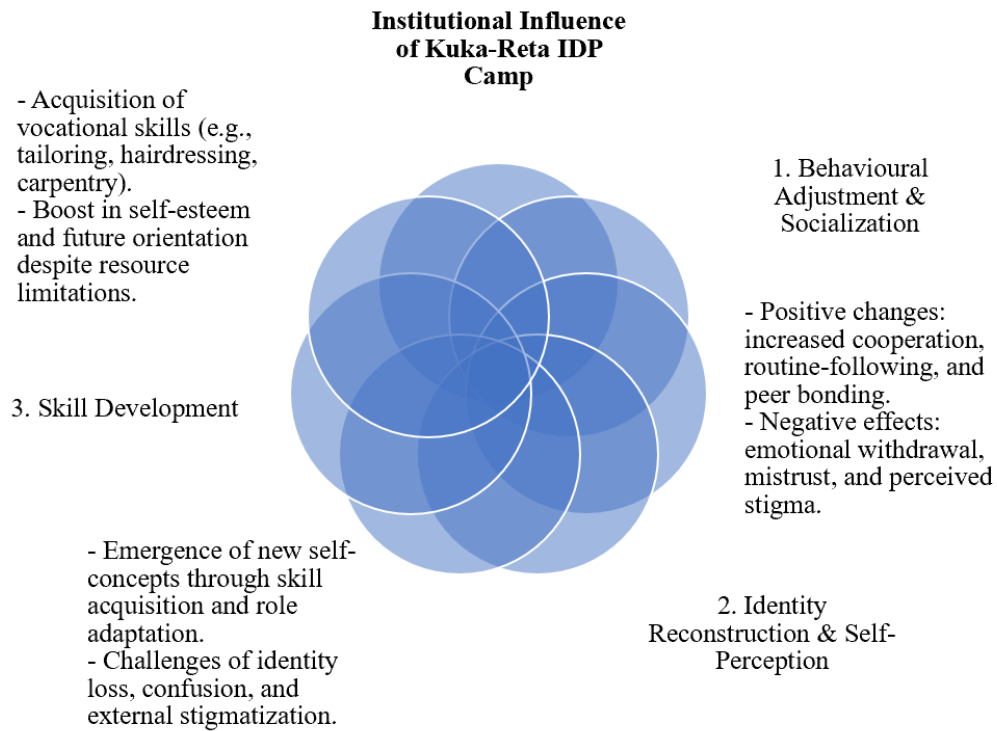 Institutional Influence
of Kuka-Reta IDP
Camp
1. Behavioural
Adjustment &
Socialization
- Positive changes:
increased cooperation,
routine-following, and
peer bonding.
- Negative effects:
emotional withdrawal,
mistrust, and perceived
stigma.
2. Identity
Reconstruction & Self-
Perception
- Emergence of new self-
concepts through skill
acquisition and role
adaptation.
- Challenges of identity
loss, confusion, and
external stigmatization.
3. Skill Development
- Acquisition of
vocational skills (e.g.,
tailoring, hairdressing,
carpentry).
- Boost in self-esteem
and future orientation
despite resource
limitations.